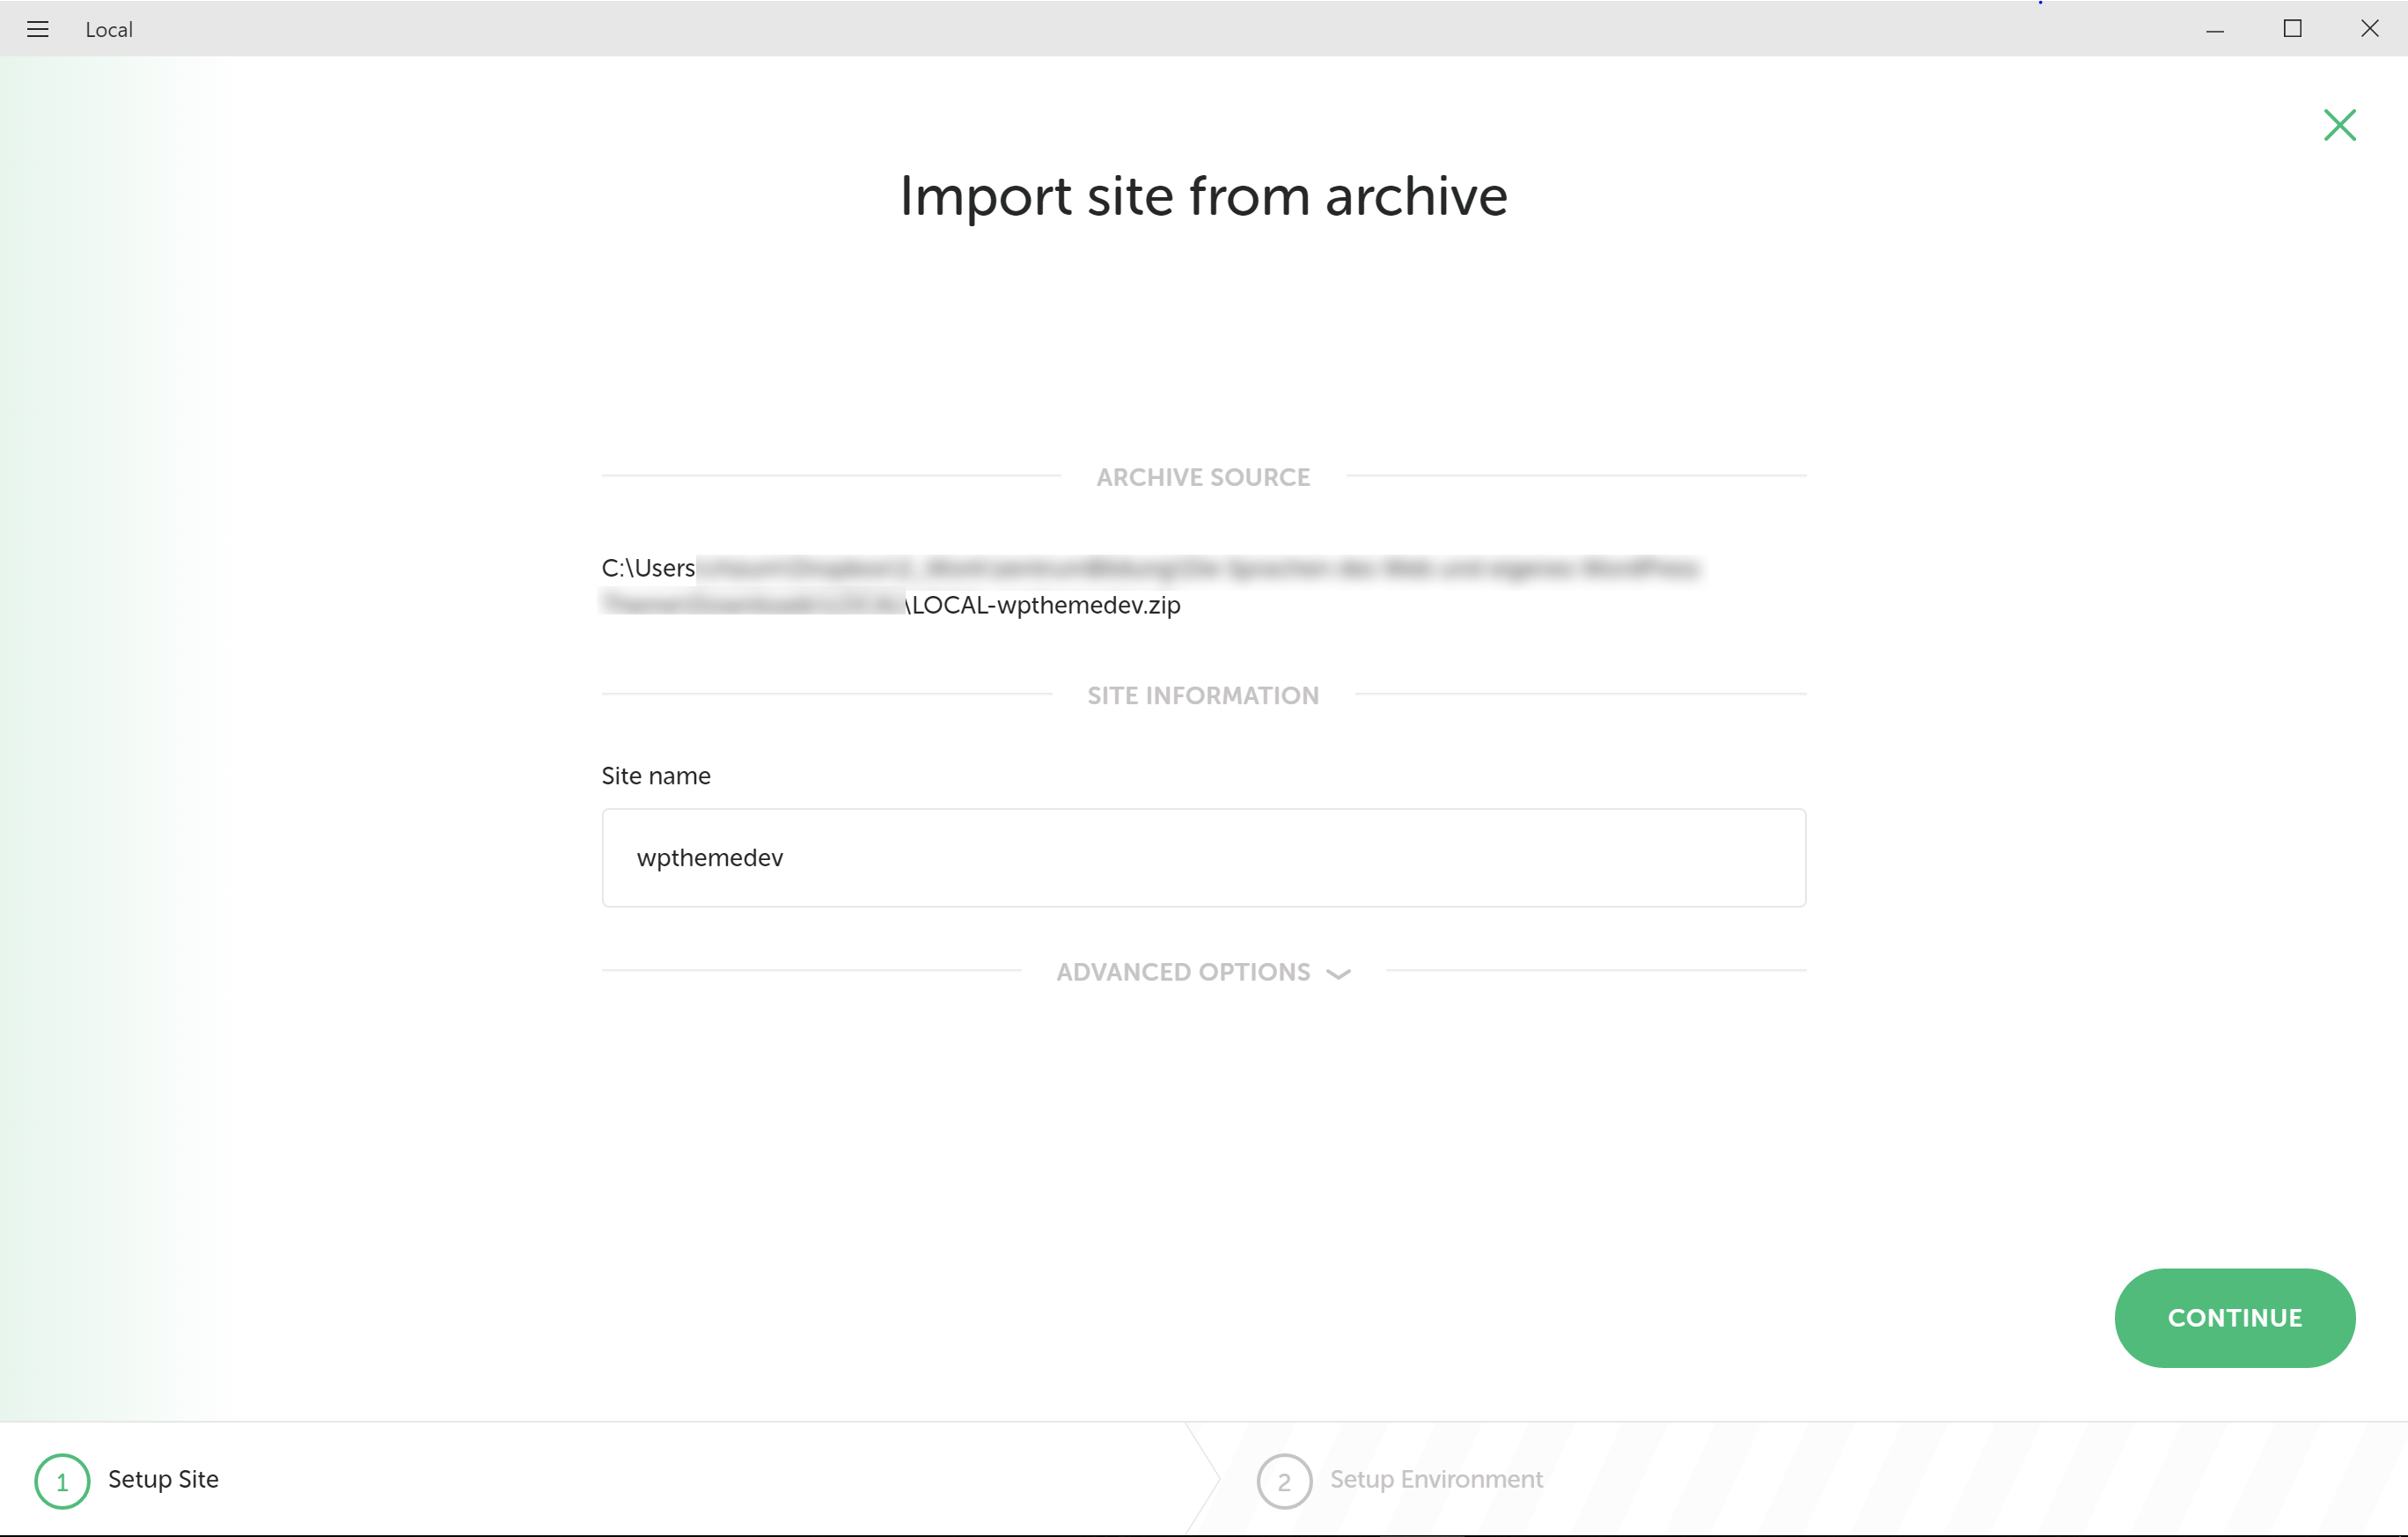 Local
Import site from archive
ARCHIVE SOURCE
C:\Users
\LOCAL-wpthemedev.zip
SITE INFORMATION
Site name
wpthemedev
ADVANCED OPTIONS
CONTINUE
1 Setup Site
2 Setup Environment